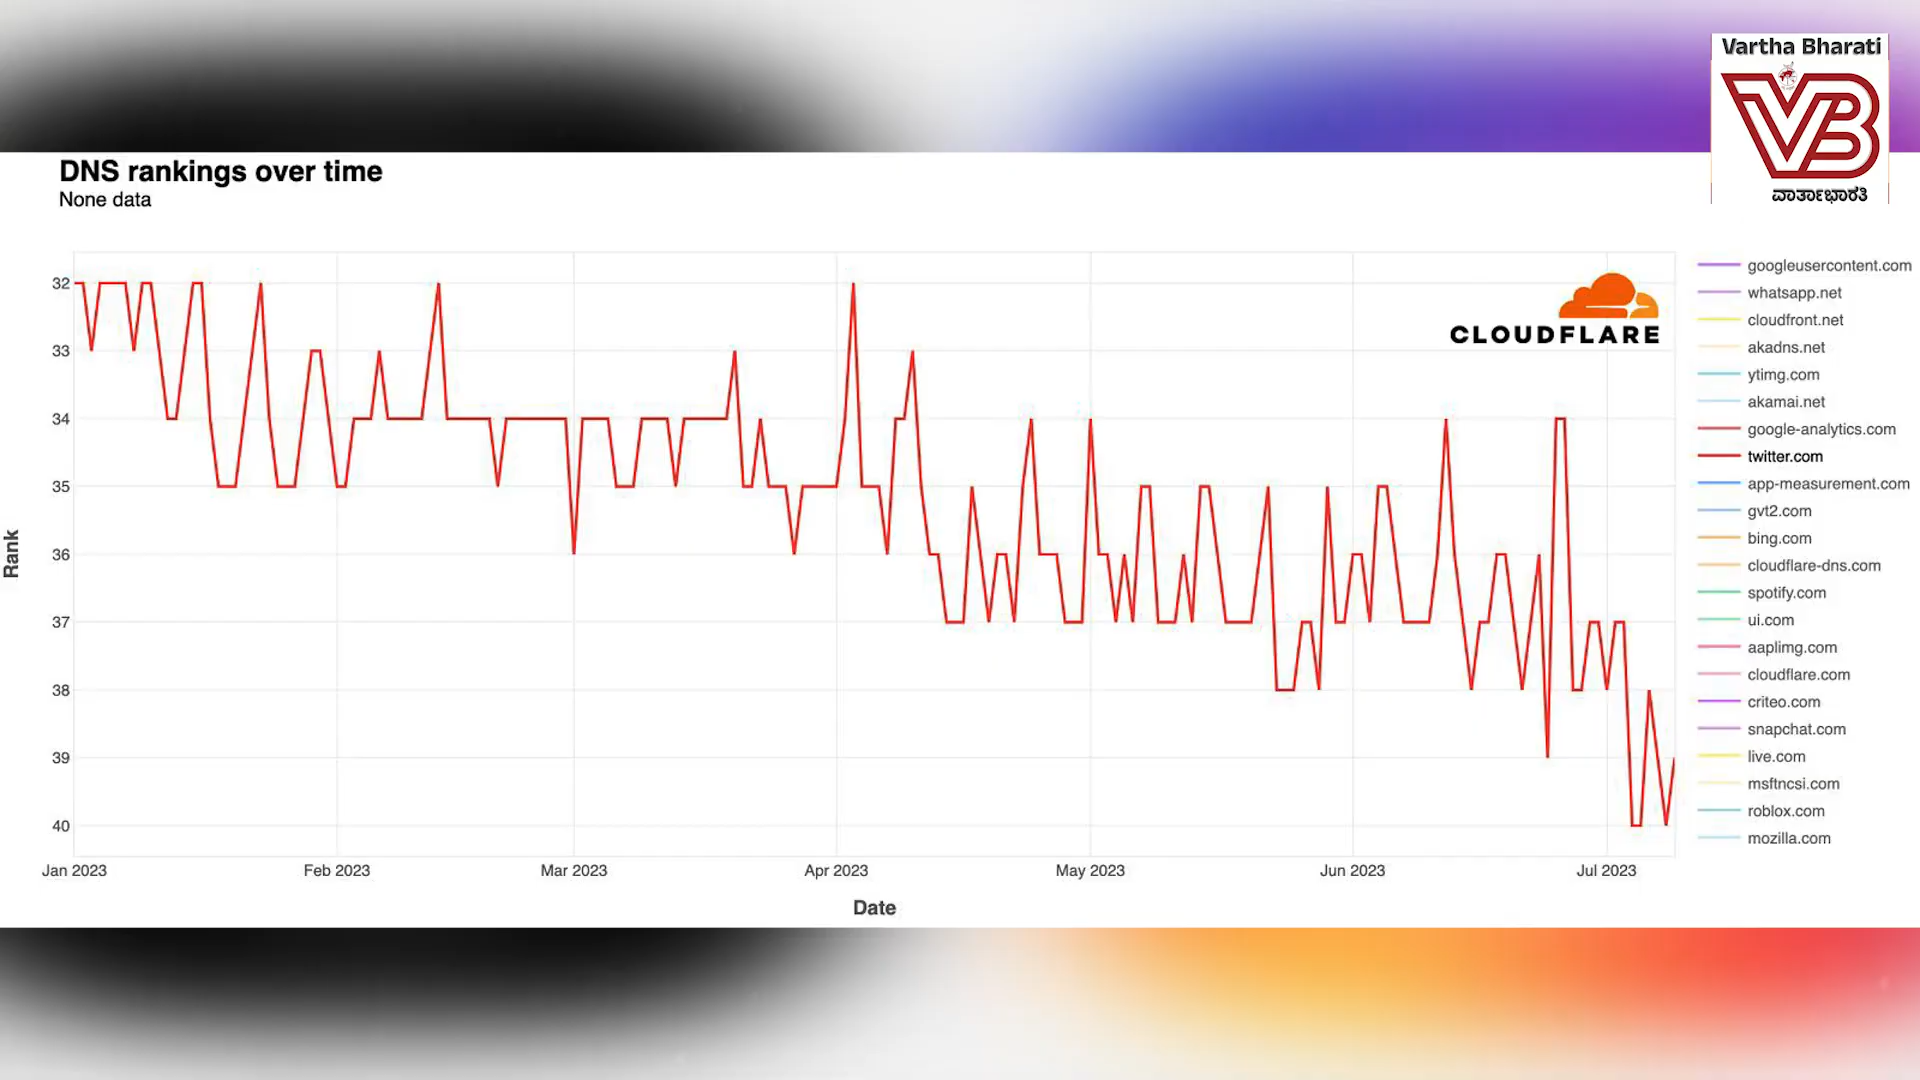 Vartha Bharati
VB
ವಾರ್ತಾಭಾರತಿ
DNS rankings over time
None data
CLOUDFLARE
Rank
32
33
34
35
36
37
38
39
40
Jan 2023
Feb 2023
Mar 2023
Apr 2023
May 2023
Jun 2023
Jul 2023
Date
googleusercontent.com
whatsapp.net
cloudfront.net
akadns.net
ytimg.com
akamai.net
google-analytics.com
twitter.com
app-measurement.com
gvt2.com
bing.com
cloudflare-dns.com
spotify.com
ui.com
aaplimg.com
cloudflare.com
criteo.com
snapchat.com
live.com
msftncsi.com
roblox.com
mozilla.com